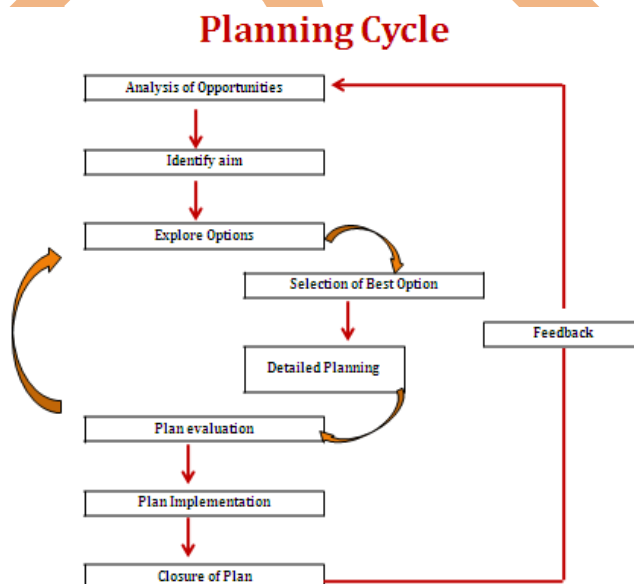 Planning Cycle
Analysis of Opportunities
Identify aim
Explore Options
Selection of Best Option
Feedback
Detailed Planning
Plan evaluation
Plan Implementation
Closure of Plan